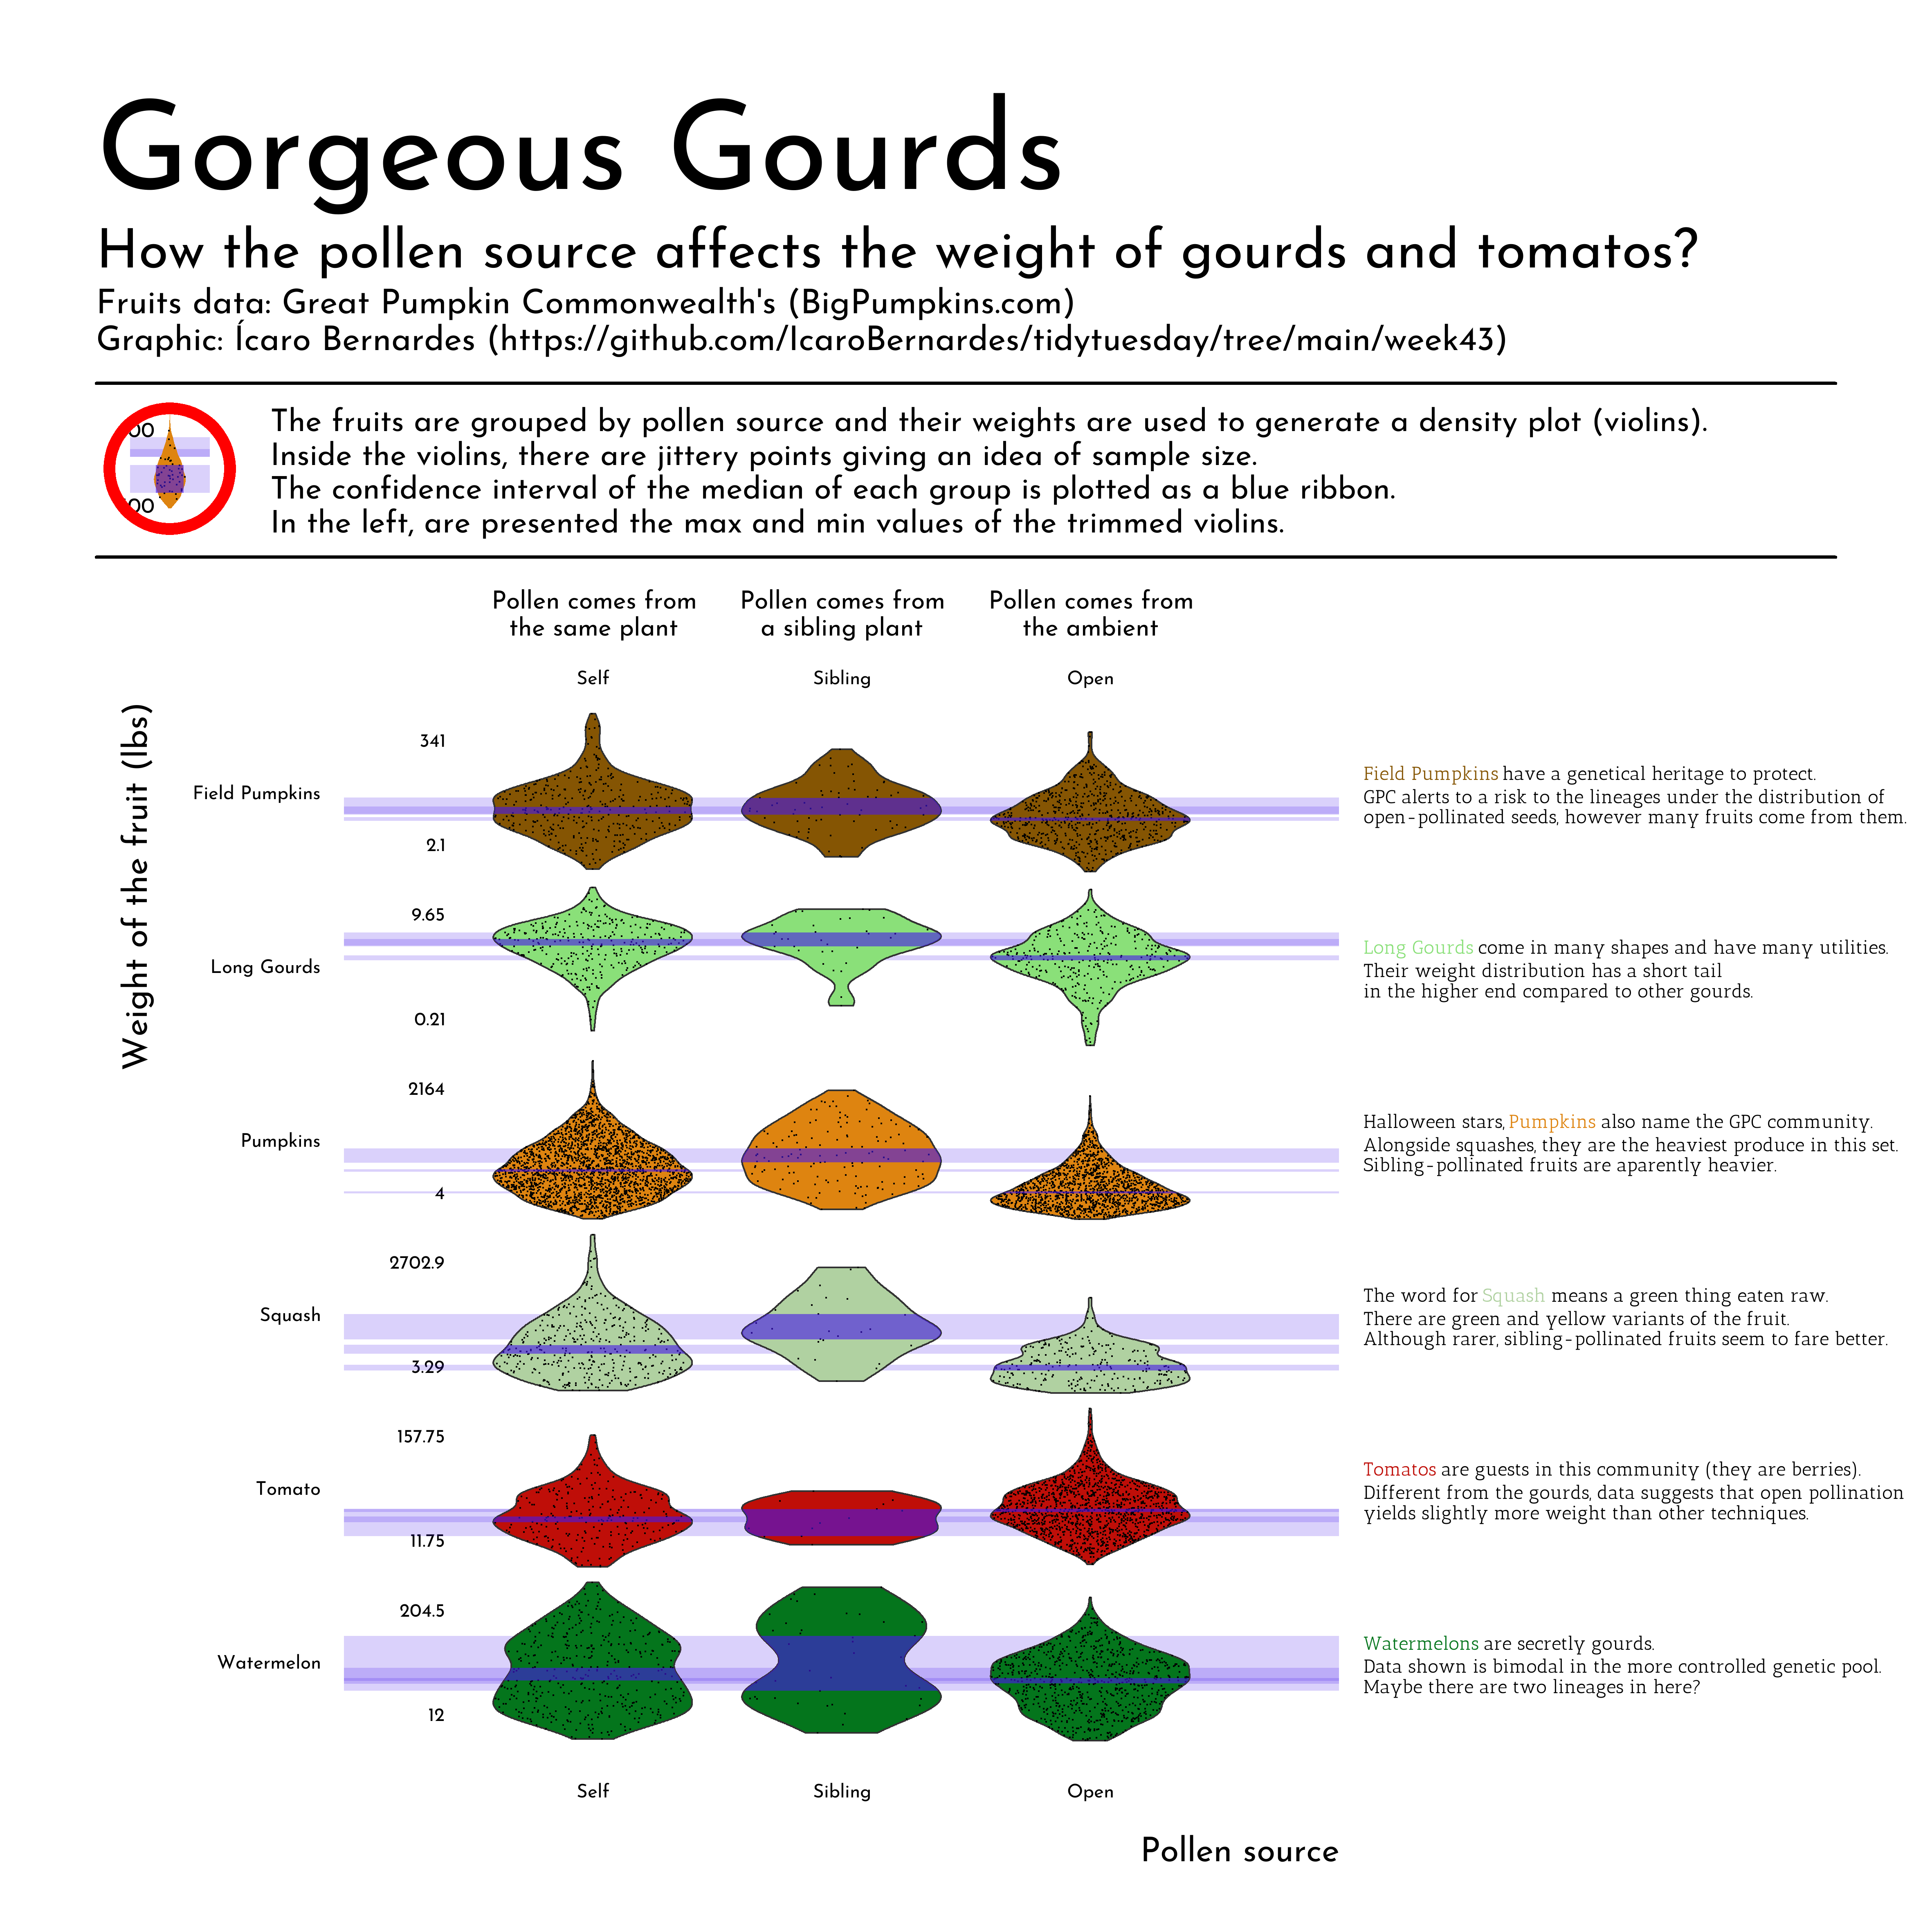 Gorgeous Gourds
How the pollen source affects the weight of gourds and tomatos?
Fruits data: Great Pumpkin Commonwealth's (BigPumpkins.com)
Graphic: Ícaro Bernardes (https://github.com/IcaroBernardes/tidytuesday/tree/main/week43)
00
00
The fruits are grouped by pollen source and their weights are used to generate a density plot (violins).
Inside the violins, there are jittery points giving an idea of sample size.
The confidence interval of the median of each group is plotted as a blue ribbon.
In the left, are presented the max and min values of the trimmed violins.
Pollen comes from
the same plant
Pollen comes from
a sibling plant
Pollen comes from
the ambient
Self
Sibling
Open
Weight of the fruit (lbs)
Field Pumpkins
341
2.1
Field Pumpkins have a genetical heritage to protect.
GPC alerts to a risk to the lineages under the distribution of
open-pollinated seeds, however many fruits come from them.
Long Gourds
9.65
0.21
Long Gourds come in many shapes and have many utilities.
Their weight distribution has a short tail
in the higher end compared to other gourds.
Pumpkins
2164
4
Halloween stars, Pumpkins also name the GPC community.
Alongside squashes, they are the heaviest produce in this set.
Sibling-pollinated fruits are aparently heavier.
Squash
2702.9
3.29
The word for Squash means a green thing eaten raw.
There are green and yellow variants of the fruit.
Although rarer, sibling-pollinated fruits seem to fare better.
Tomato
157.75
11.75
Tomatos are guests in this community (they are berries).
Different from the gourds, data suggests that open pollination
yields slightly more weight than other techniques.
Watermelon
204.5
12
Watermelons are secretly gourds.
Data shown is bimodal in the more controlled genetic pool.
Maybe there are two lineages in here?
Self
Sibling
Open
Pollen source